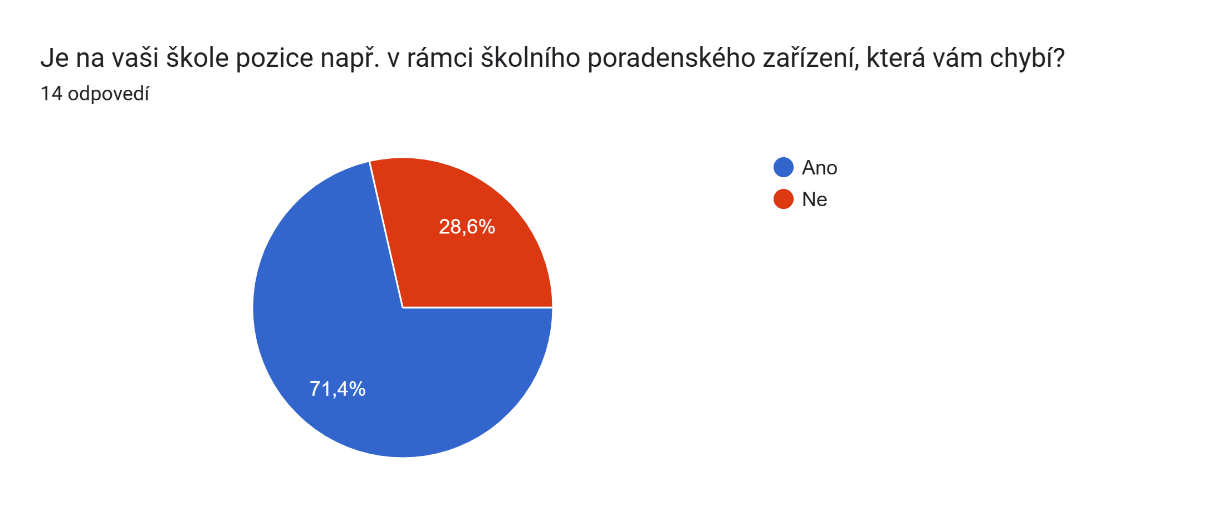 Je na vaši škole pozice např. v rámci školního poradenského zařízení, která vám chybí?
14 odpovedí
Ano
Ne
28,6%
71,4%